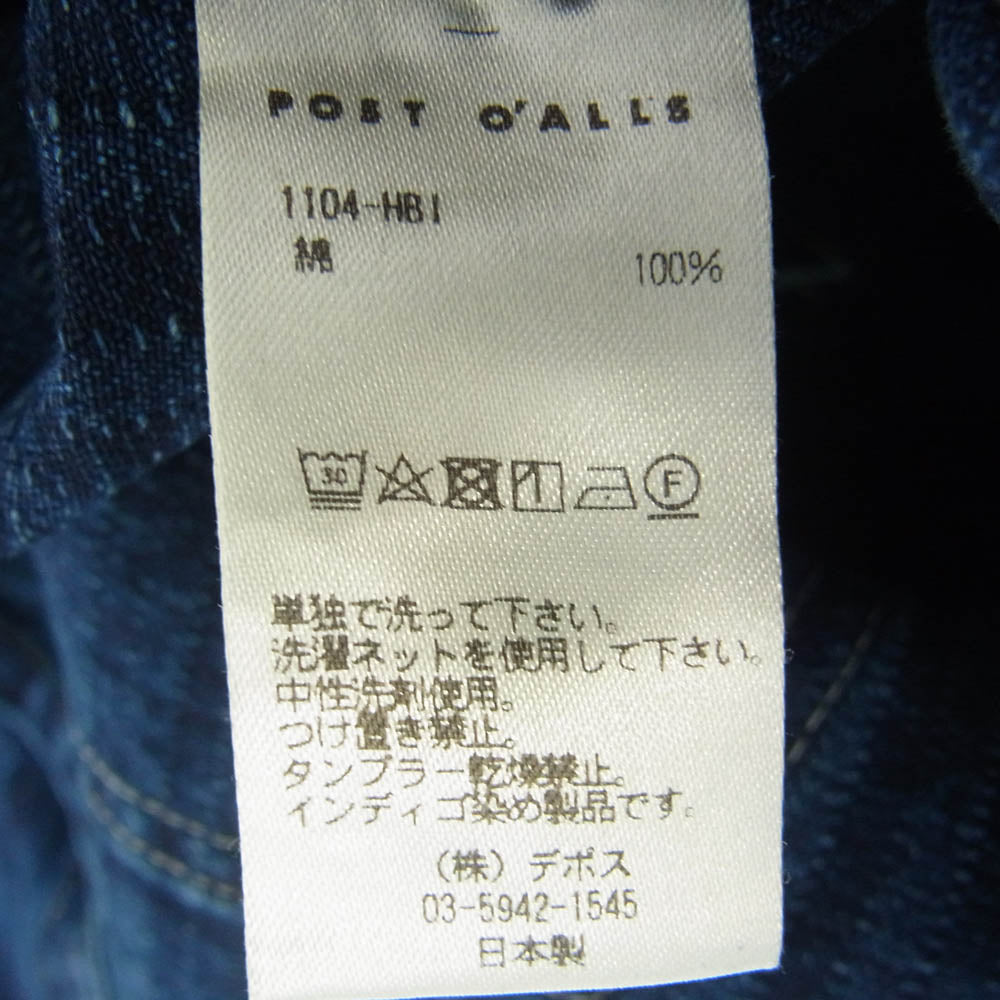 POST O'ALLS
1104-HBI
綿 100%
30 F
単独で洗って下さい。
洗濯ネットを使用して下さい。
中性洗剤使用。
つけ置き禁止。
タンブラー乾燥禁止。
インディゴ染め製品です。
(株) デポス
03-5942-1545
日本製